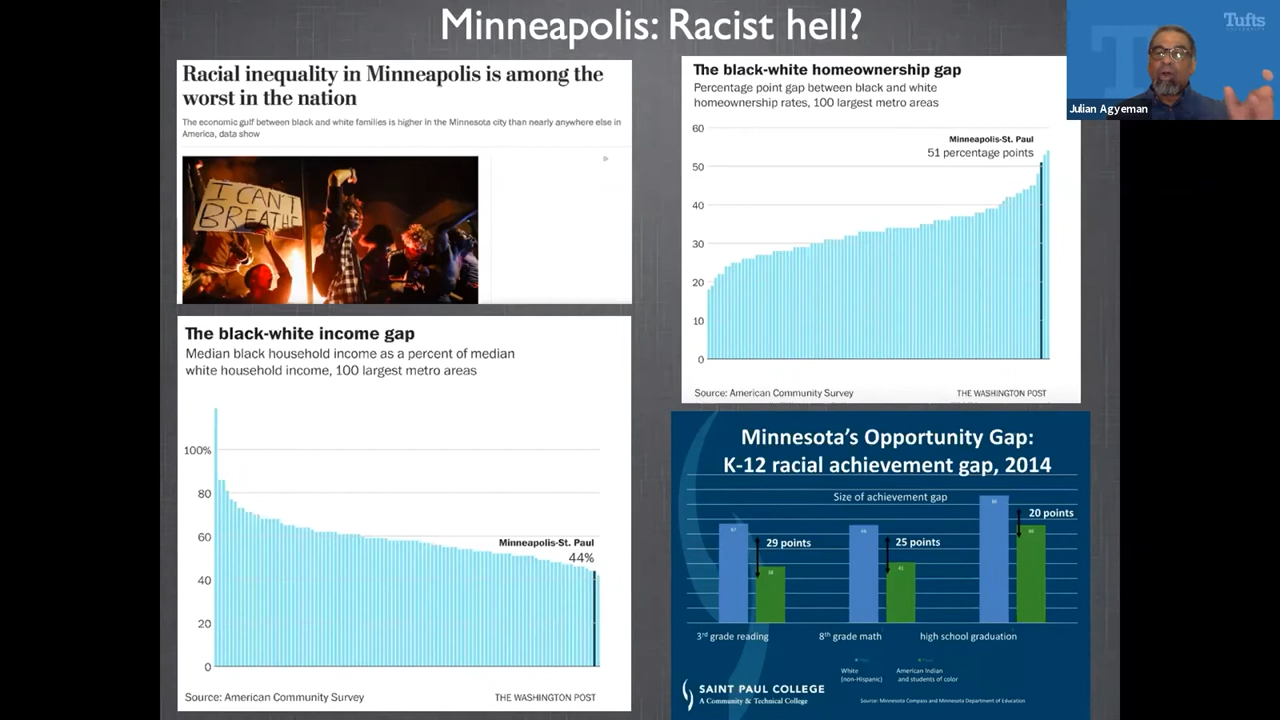 Minneapolis: Racist hell?
Tufts
UNIVERSITY
Julian Agyeman
Racial inequality in Minneapolis is among the
worst in the nation
The economic gulf between black and white families is higher in the Minnesota city than nearly anywhere else in
America, data show
I CAN'T
BREATHE
The black-white homeownership gap
Percentage point gap between black and white
homeownership rates, 100 largest metro areas
60
Minneapolis-St. Paul
51 percentage points
50
40
30
20
10
0
Source: American Community Survey
THE WASHINGTON POST
The black-white income gap
Median black household income as a percent of median
white household income, 100 largest metro areas
100%
80
60
Minneapolis-St. Paul
44%
40
20
0
Source: American Community Survey
THE WASHINGTON POST
Minnesota's Opportunity Gap:
K-12 racial achievement gap, 2014
Size of achievement gap
20 points
29 points
25 points
67
38
41
3rd grade reading
8th grade math
high school graduation
White
(non-Hispanic)
American Indian
and students of color
SAINT PAUL COLLEGE
A Community & Technical College
Source: Minnesota Compass and Minnesota Department of Education